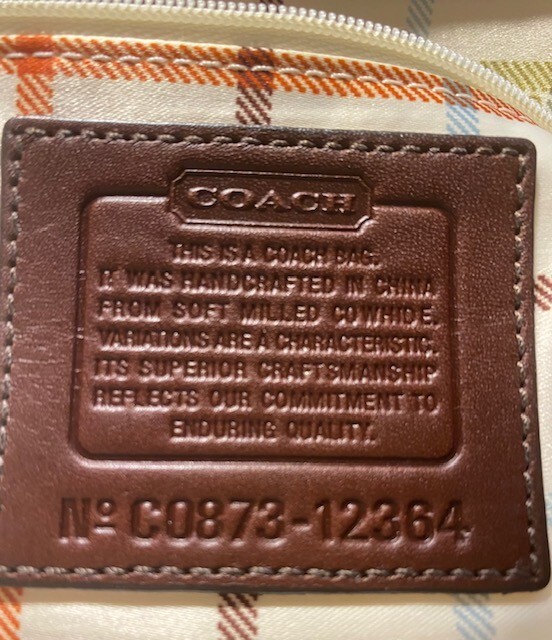 COACH
THIS IS A COACH BAG.
IT WAS HANDCRAFTED IN CHINA
FROM SOFT MILLED COWHIDE.
VARIATIONS ARE A CHARACTERISTIC.
ITS SUPERIOR CRAFTSMANSHIP
REFLECTS OUR COMMITMENT TO
ENDURING QUALITY.
Nº C0873-12364